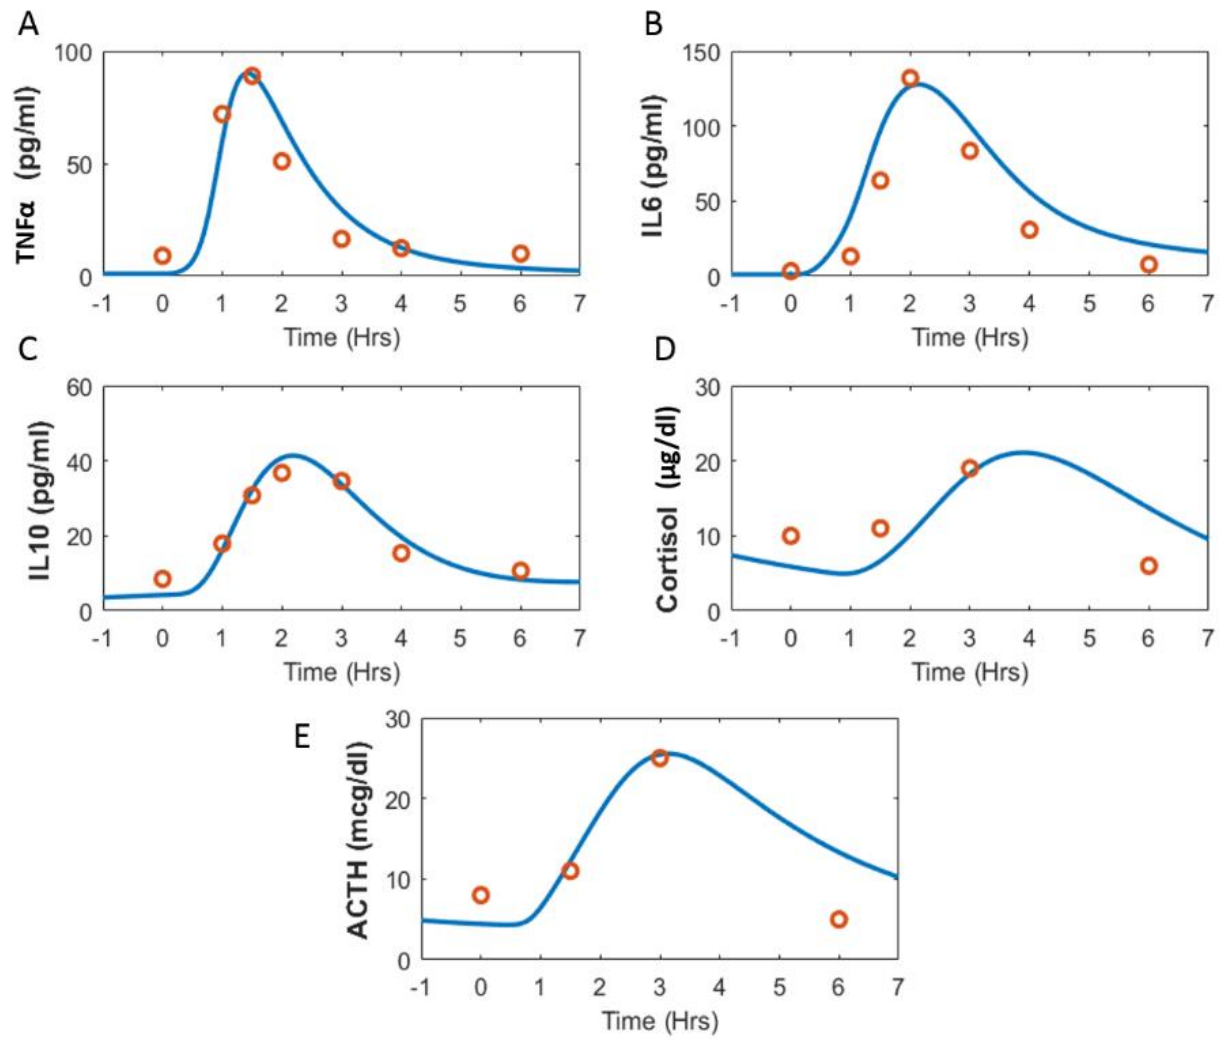 A
TNFα (pg/ml)
100
50
0
-1 0 1 2 3 4 5 6 7
Time (Hrs)
B
IL6 (pg/ml)
150
100
50
0
-1 0 1 2 3 4 5 6 7
Time (Hrs)
C
IL10 (pg/ml)
60
40
20
0
-1 0 1 2 3 4 5 6 7
Time (Hrs)
D
Cortisol (μg/dl)
30
20
10
0
-1 0 1 2 3 4 5 6 7
Time (Hrs)
E
ACTH (mcg/dl)
30
20
10
0
-1 0 1 2 3 4 5 6 7
Time (Hrs)